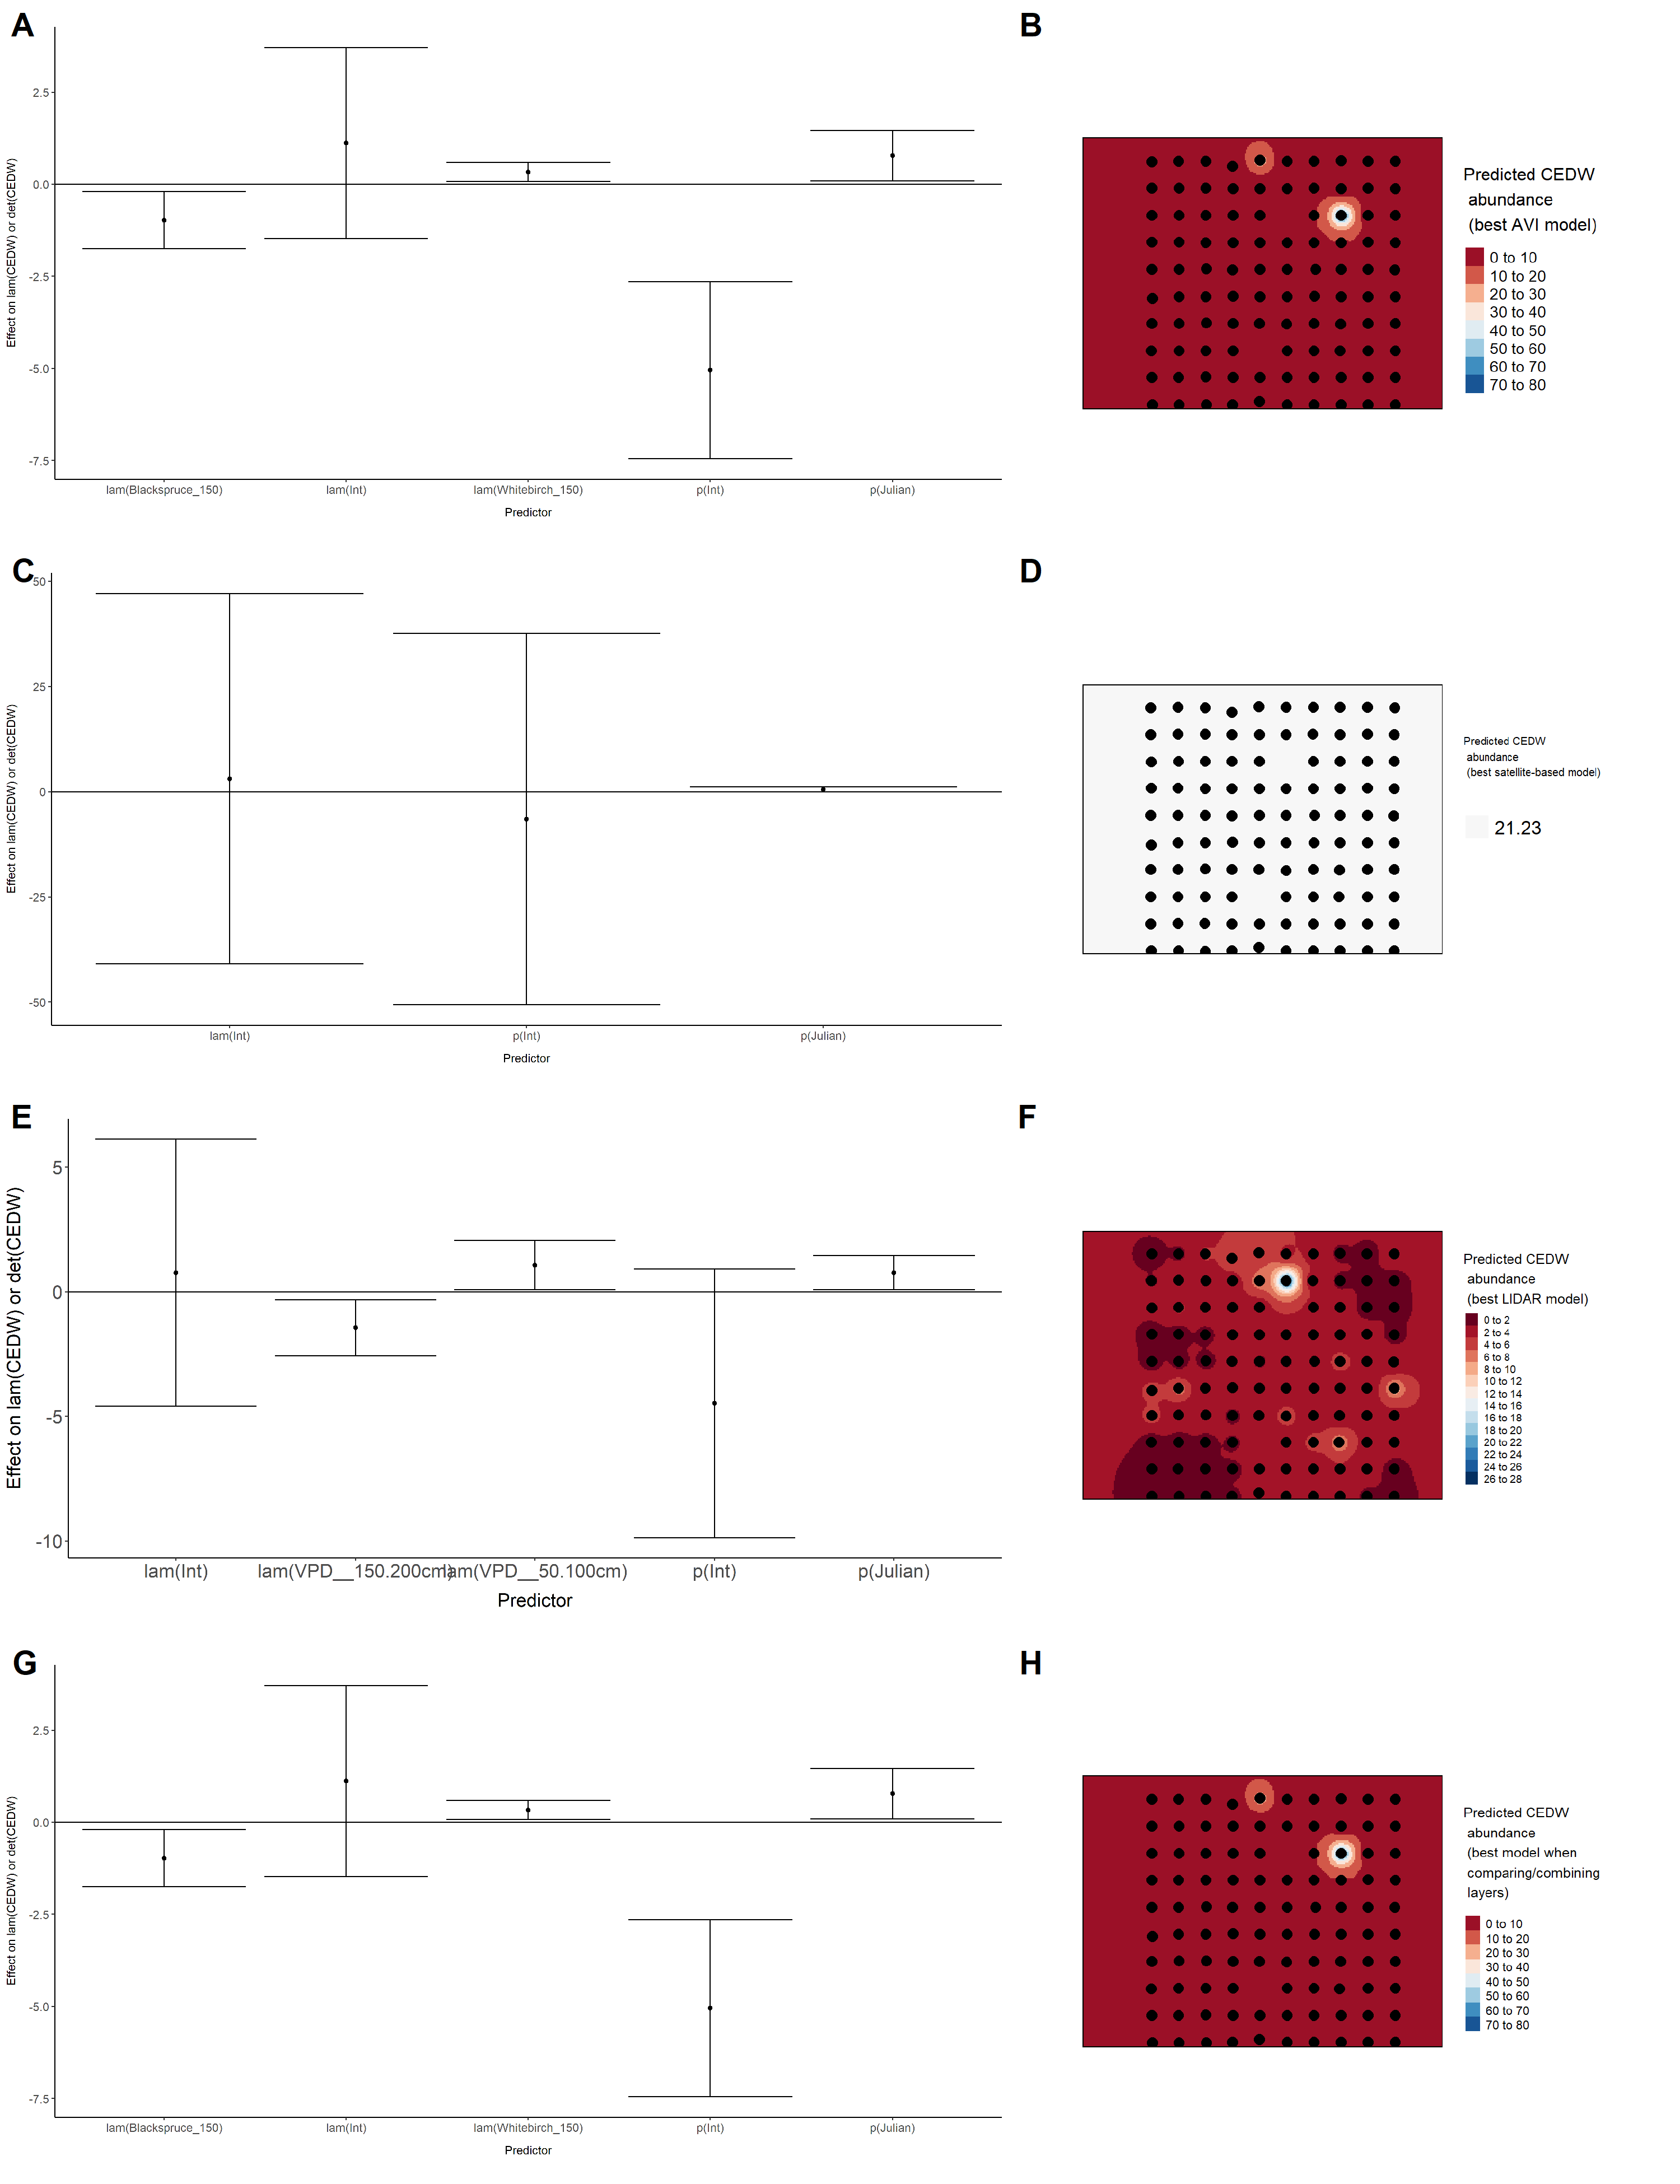 A
Effect on lam(CEDW) or det(CEDW)
2.5
0.0
-2.5
-5.0
-7.5
lam(Blackspruce_150) lam(Int) lam(Whitebirch_150) p(Int) p(Julian)
Predictor
B
Predicted CEDW
abundance
(best AVI model)
0 to 10
10 to 20
20 to 30
30 to 40
40 to 50
50 to 60
60 to 70
70 to 80
C
Effect on lam(CEDW) or det(CEDW)
50
25
0
-25
-50
lam(Int) p(Int) p(Julian)
Predictor
D
Predicted CEDW
abundance
(best satellite-based model)
21.23
E
Effect on lam(CEDW) or det(CEDW)
5
0
-5
-10
lam(Int) lam(VPD__150.200cm) lam(VPD__50.100cm) p(Int) p(Julian)
Predictor
F
Predicted CEDW
abundance
(best LIDAR model)
0 to 2
2 to 4
4 to 6
6 to 8
8 to 10
10 to 12
12 to 14
14 to 16
16 to 18
18 to 20
20 to 22
22 to 24
24 to 26
26 to 28
G
Effect on lam(CEDW) or det(CEDW)
2.5
0.0
-2.5
-5.0
-7.5
lam(Blackspruce_150) lam(Int) lam(Whitebirch_150) p(Int) p(Julian)
Predictor
H
Predicted CEDW
abundance
(best model when
comparing/combining
layers)
0 to 10
10 to 20
20 to 30
30 to 40
40 to 50
50 to 60
60 to 70
70 to 80